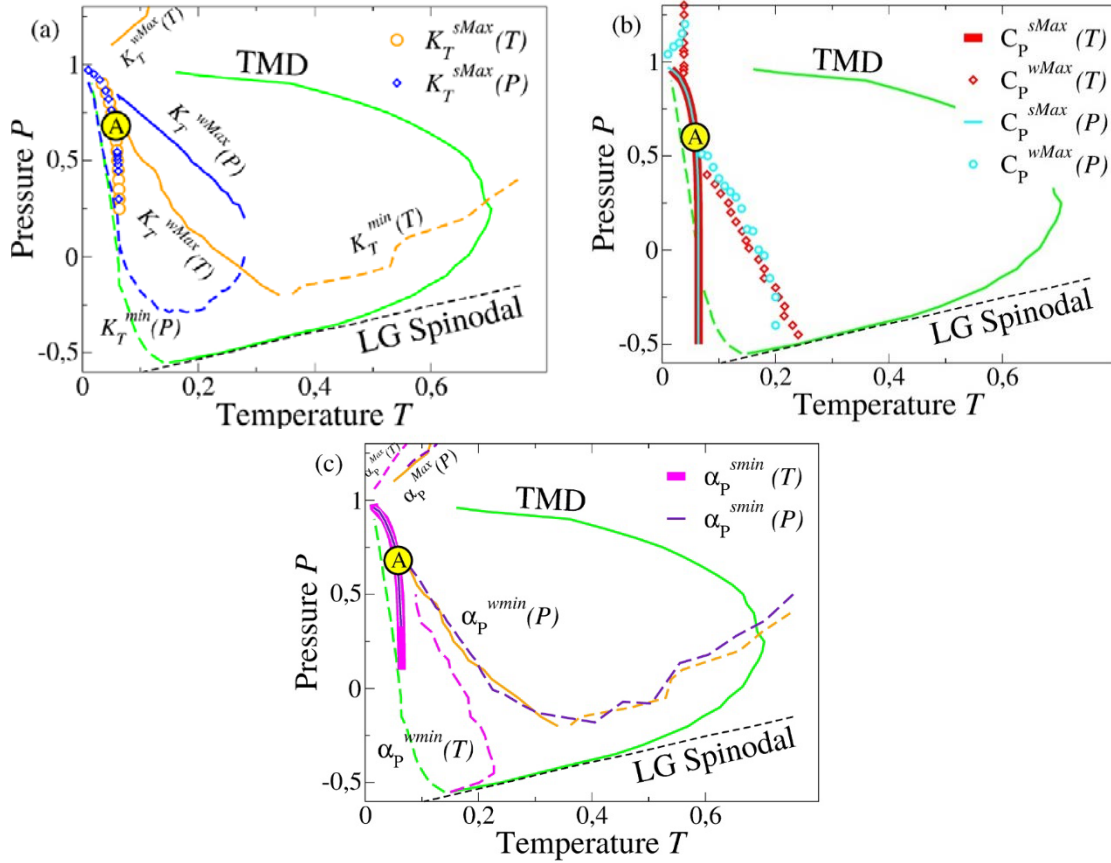 (a)
K_T^wMax(T)
TMD
K_T^sMax(T)
K_T^sMax(P)
A
K_T^wMax(P)
K_T^wMax(T)
K_T^min(T)
K_T^min(P)
LG Spinodal
Pressure P
1
0,5
0
-0,5
0
0,2
0,4
0,6
Temperature T
(b)
TMD
C_P^sMax (T)
C_P^wMax (T)
C_P^sMax (P)
C_P^wMax (P)
A
LG Spinodal
Pressure P
1
0,5
0
-0,5
0
0,2
0,4
0,6
Temperature T
(c)
α_P^Max(T)
α_P^Max(P)
TMD
α_P^smin (T)
α_P^smin (P)
A
α_P^wmin(P)
α_P^wmin(T)
LG Spinodal
Pressure P
1
0,5
0
-0,5
0
0,2
0,4
0,6
Temperature T